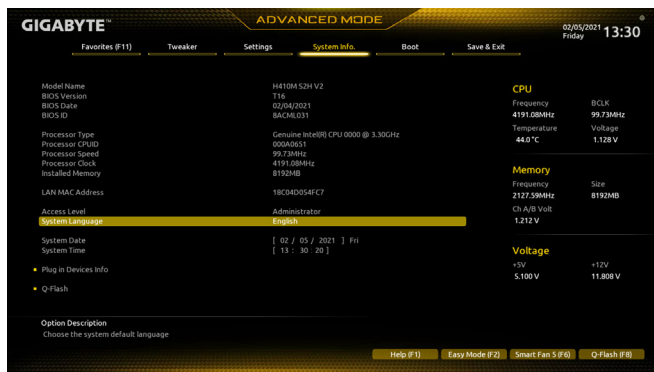 GIGABYTE™
ADVANCED MODE
02/05/2021
Friday
13:30
Favorites (F11) Tweaker Settings System Info. Boot Save & Exit
Model Name H410M S2H V2
BIOS Version T16
BIOS Date 02/04/2021
BIOS ID 8ACML031
Processor Type Genuine Intel(R) CPU 0000 @ 3.30GHz
Processor CPUID 000A0651
Processor Speed 99.73MHz
Processor Clock 4191.08MHz
Installed Memory 8192MB
LAN MAC Address 18C04D054FC7
Access Level Administrator
System Language English
System Date [ 02 / 05 / 2021 ] Fri
System Time [ 13 : 30 : 20 ]
Plug in Devices Info
Q-Flash
CPU
Frequency BCLK
4191.08MHz 99.73MHz
Temperature Voltage
44.0 °C 1.128 V
Memory
Frequency Size
2127.59MHz 8192MB
Ch A/B Volt
1.212 V
Voltage
+5V +12V
5.100 V 11.808 V
Option Description
Choose the system default language
Help (F1) Easy Mode (F2) Smart Fan 5 (F6) Q-Flash (F8)